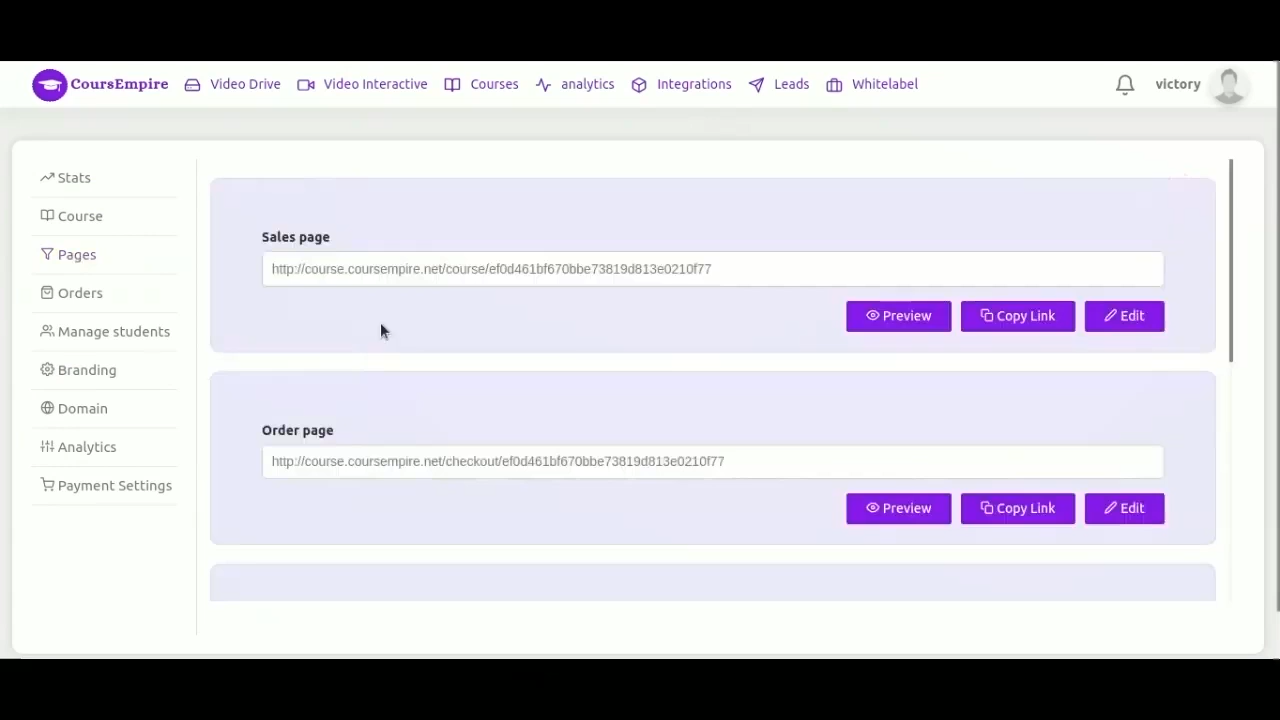 CoursEmpire Video Drive Video Interactive Courses analytics Integrations Leads Whitelabel victory
Stats
Course
Pages
Orders
Manage students
Branding
Domain
Analytics
Payment Settings
Sales page
http://course.coursempire.net/course/ef0d461bf670bbe73819d813e0210f77
Preview Copy Link Edit
Order page
http://course.coursempire.net/checkout/ef0d461bf670bbe73819d813e0210f77
Preview Copy Link Edit